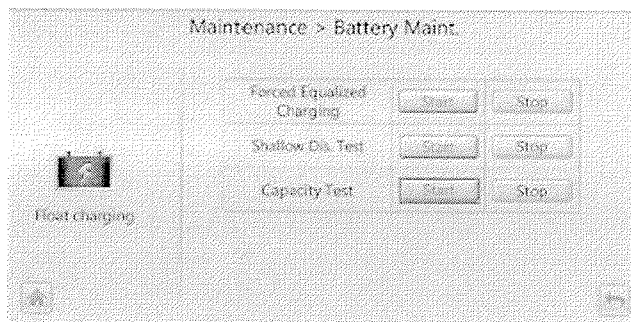 Maintenance > Battery Maint.
Forced Equalized
Charging
Start
Stop
Shallow Dis. Test
Start
Stop
Capacity Test
Start
Stop
Float charging